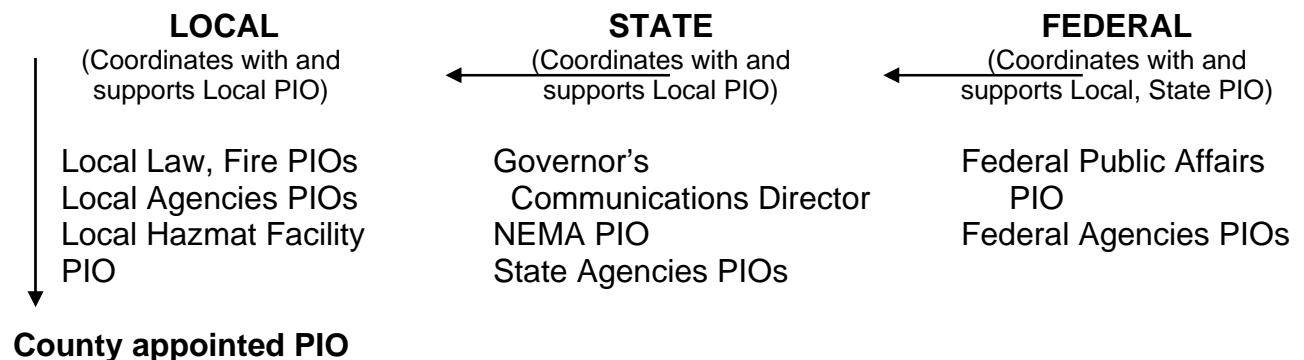 LOCAL
(Coordinates with and
supports Local PIO)
Local Law, Fire PIOs
Local Agencies PIOs
Local Hazmat Facility
PIO
County appointed PIO
STATE
(Coordinates with and
supports Local PIO)
Governor's
Communications Director
NEMA PIO
State Agencies PIOs
FEDERAL
(Coordinates with and
supports Local, State PIO)
Federal Public Affairs
PIO
Federal Agencies PIOs